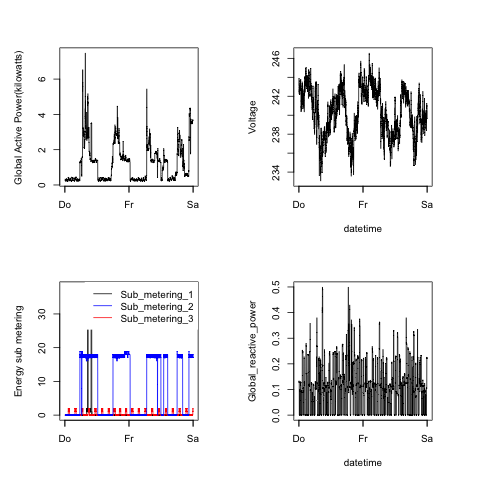 Global Active Power(kilowatts)
6
4
2
0
Do
Fr
Sa
Voltage
246
242
238
234
Do
Fr
Sa
datetime
Energy sub metering
30
20
10
0
Sub_metering_1
Sub_metering_2
Sub_metering_3
Do
Fr
Sa
Global_reactive_power
0.5
0.4
0.3
0.2
0.1
0.0
Do
Fr
Sa
datetime